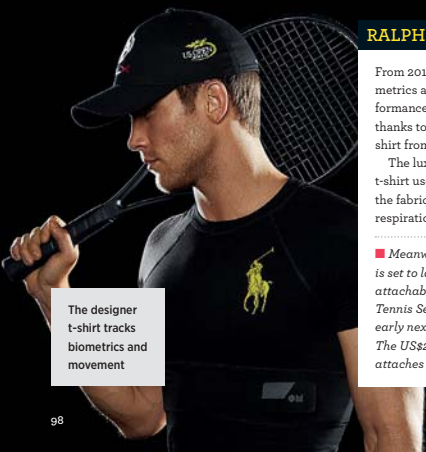 US OPEN
RALPH
From 201
metrics a
formance
thanks to
shirt from
The lux
t-shirt us
the fabric
respiratio
Meanw
is set to la
attachab
Tennis Se
early nex
The US$2
attaches
The designer
t-shirt tracks
biometrics and
movement
98